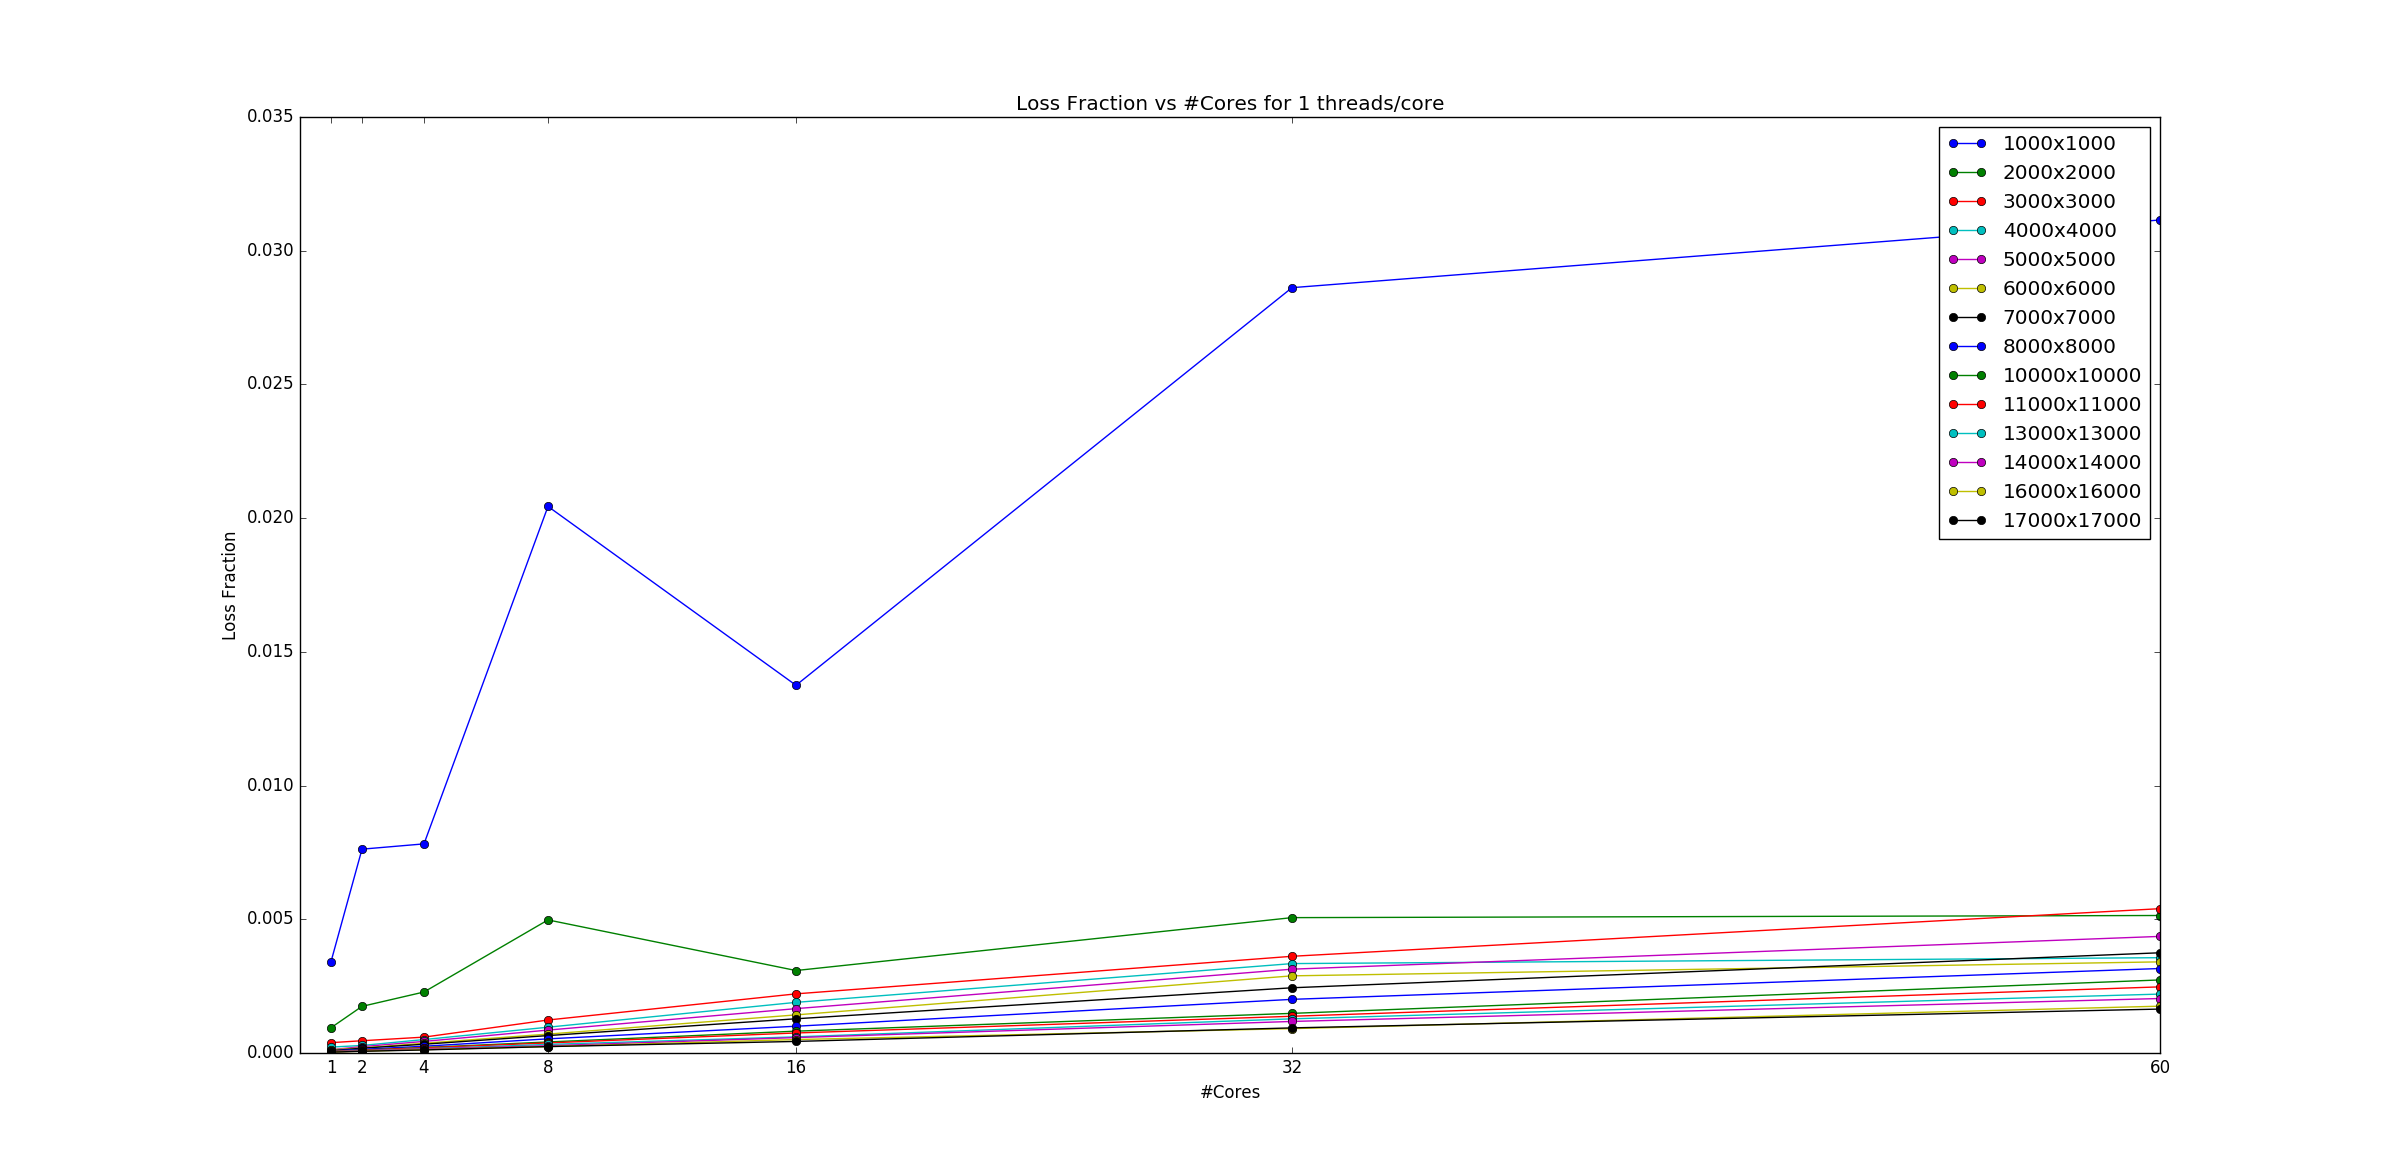 Loss Fraction vs #Cores for 1 threads/core
0.035
0.030
0.025
0.020
0.015
0.010
0.005
0.000
Loss Fraction
1 2 4 8 16 32 60
#Cores
1000x1000
2000x2000
3000x3000
4000x4000
5000x5000
6000x6000
7000x7000
8000x8000
10000x10000
11000x11000
13000x13000
14000x14000
16000x16000
17000x17000